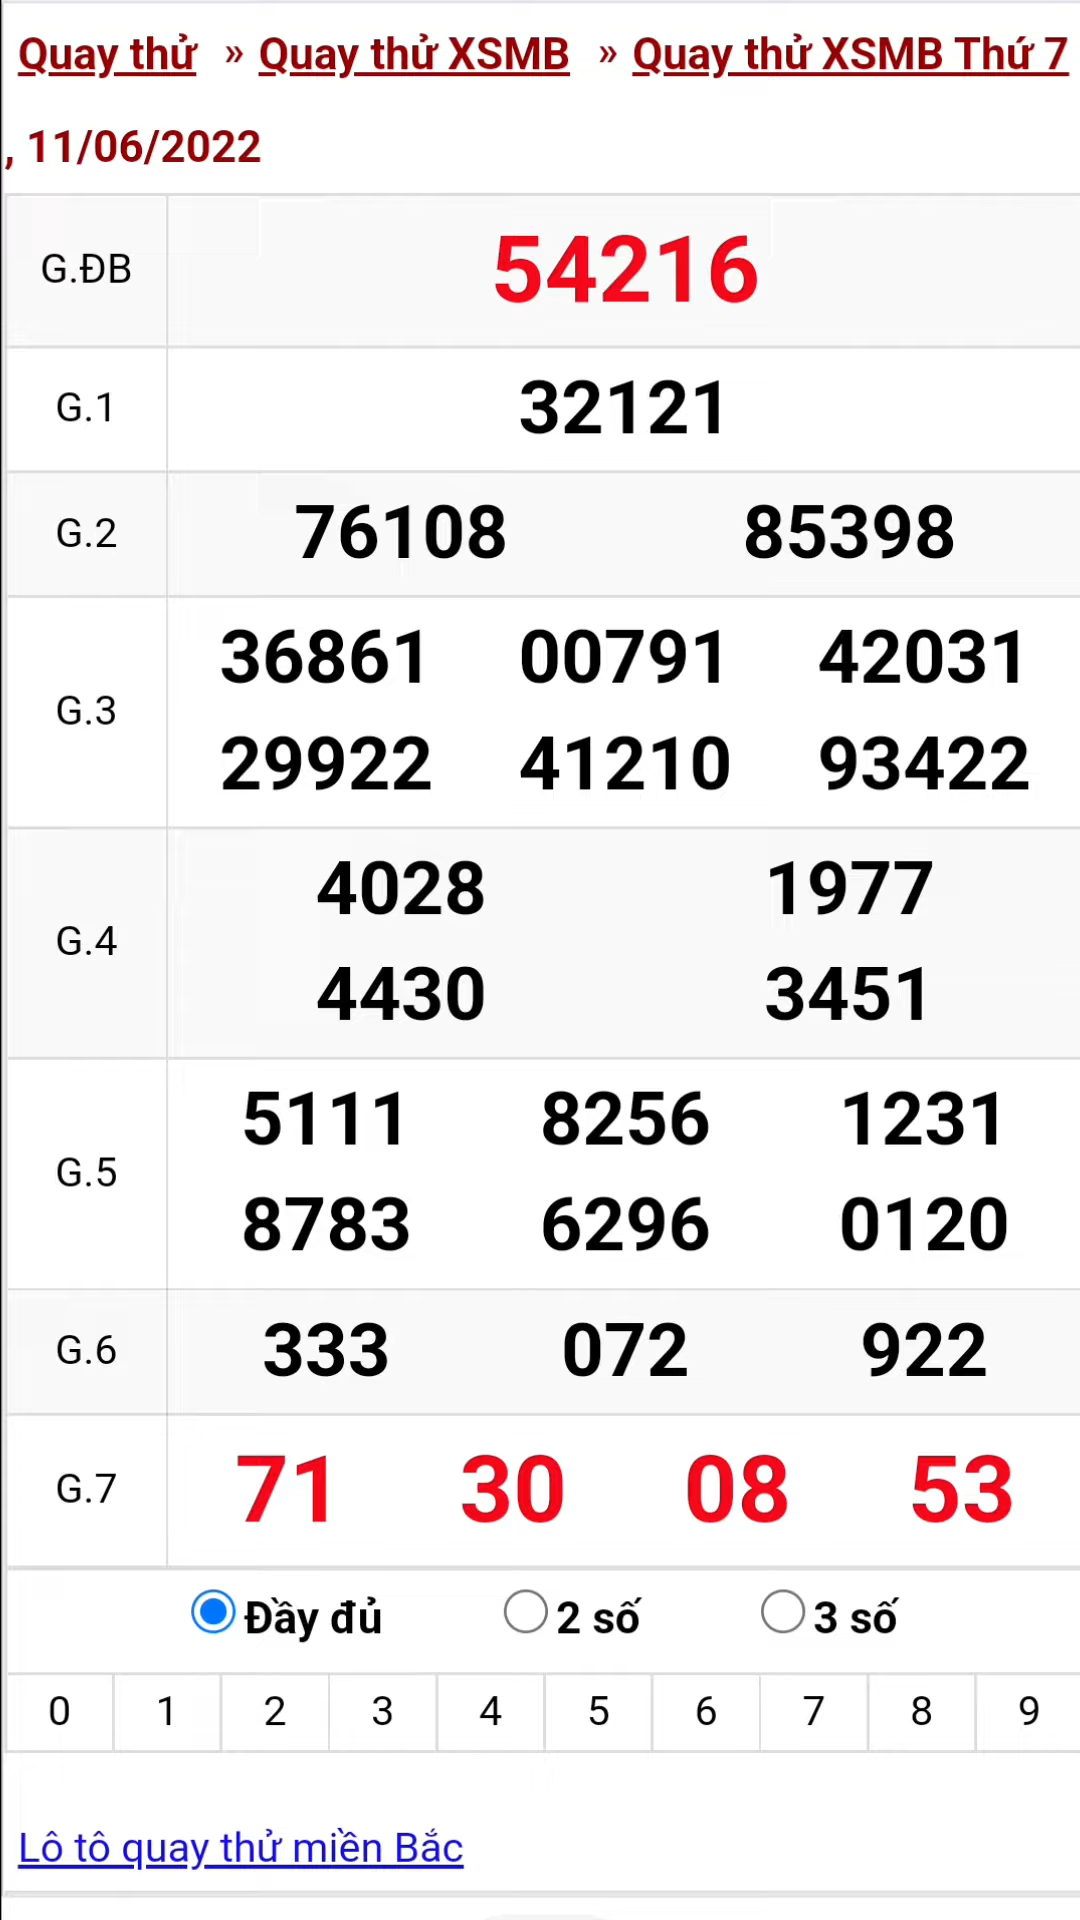 Quay thử » Quay thử XSMB » Quay thử XSMB Thứ 7
, 11/06/2022
G.ĐB 54216
G.1 32121
G.2 76108 85398
G.3 36861 00791 42031
29922 41210 93422
G.4 4028 1977
4430 3451
G.5 5111 8256 1231
8783 6296 0120
G.6 333 072 922
G.7 71 30 08 53
Đầy đủ 2 số 3 số
0 1 2 3 4 5 6 7 8 9
Lô tô quay thử miền Bắc